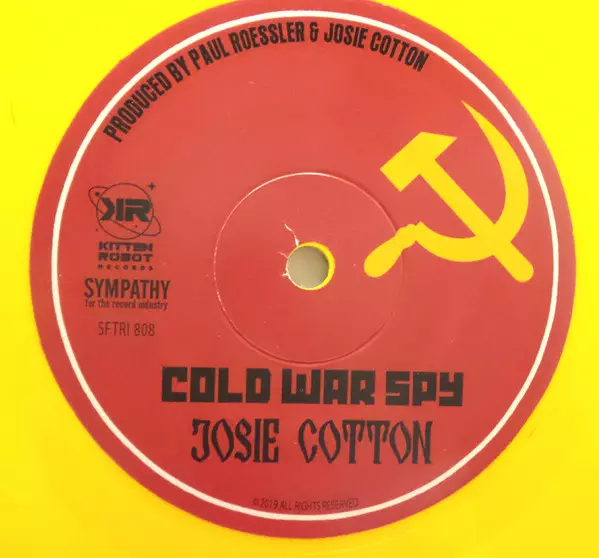 PRODUCED BY PAUL ROESSLER & JOSIE COTTON
KR
KITTEN
ROBOT
RECORDS
SYMPATHY
for the record industry
SFTRI 808
COLD WAR SPY
JOSIE COTTON
© 2019 ALL RIGHTS RESERVED